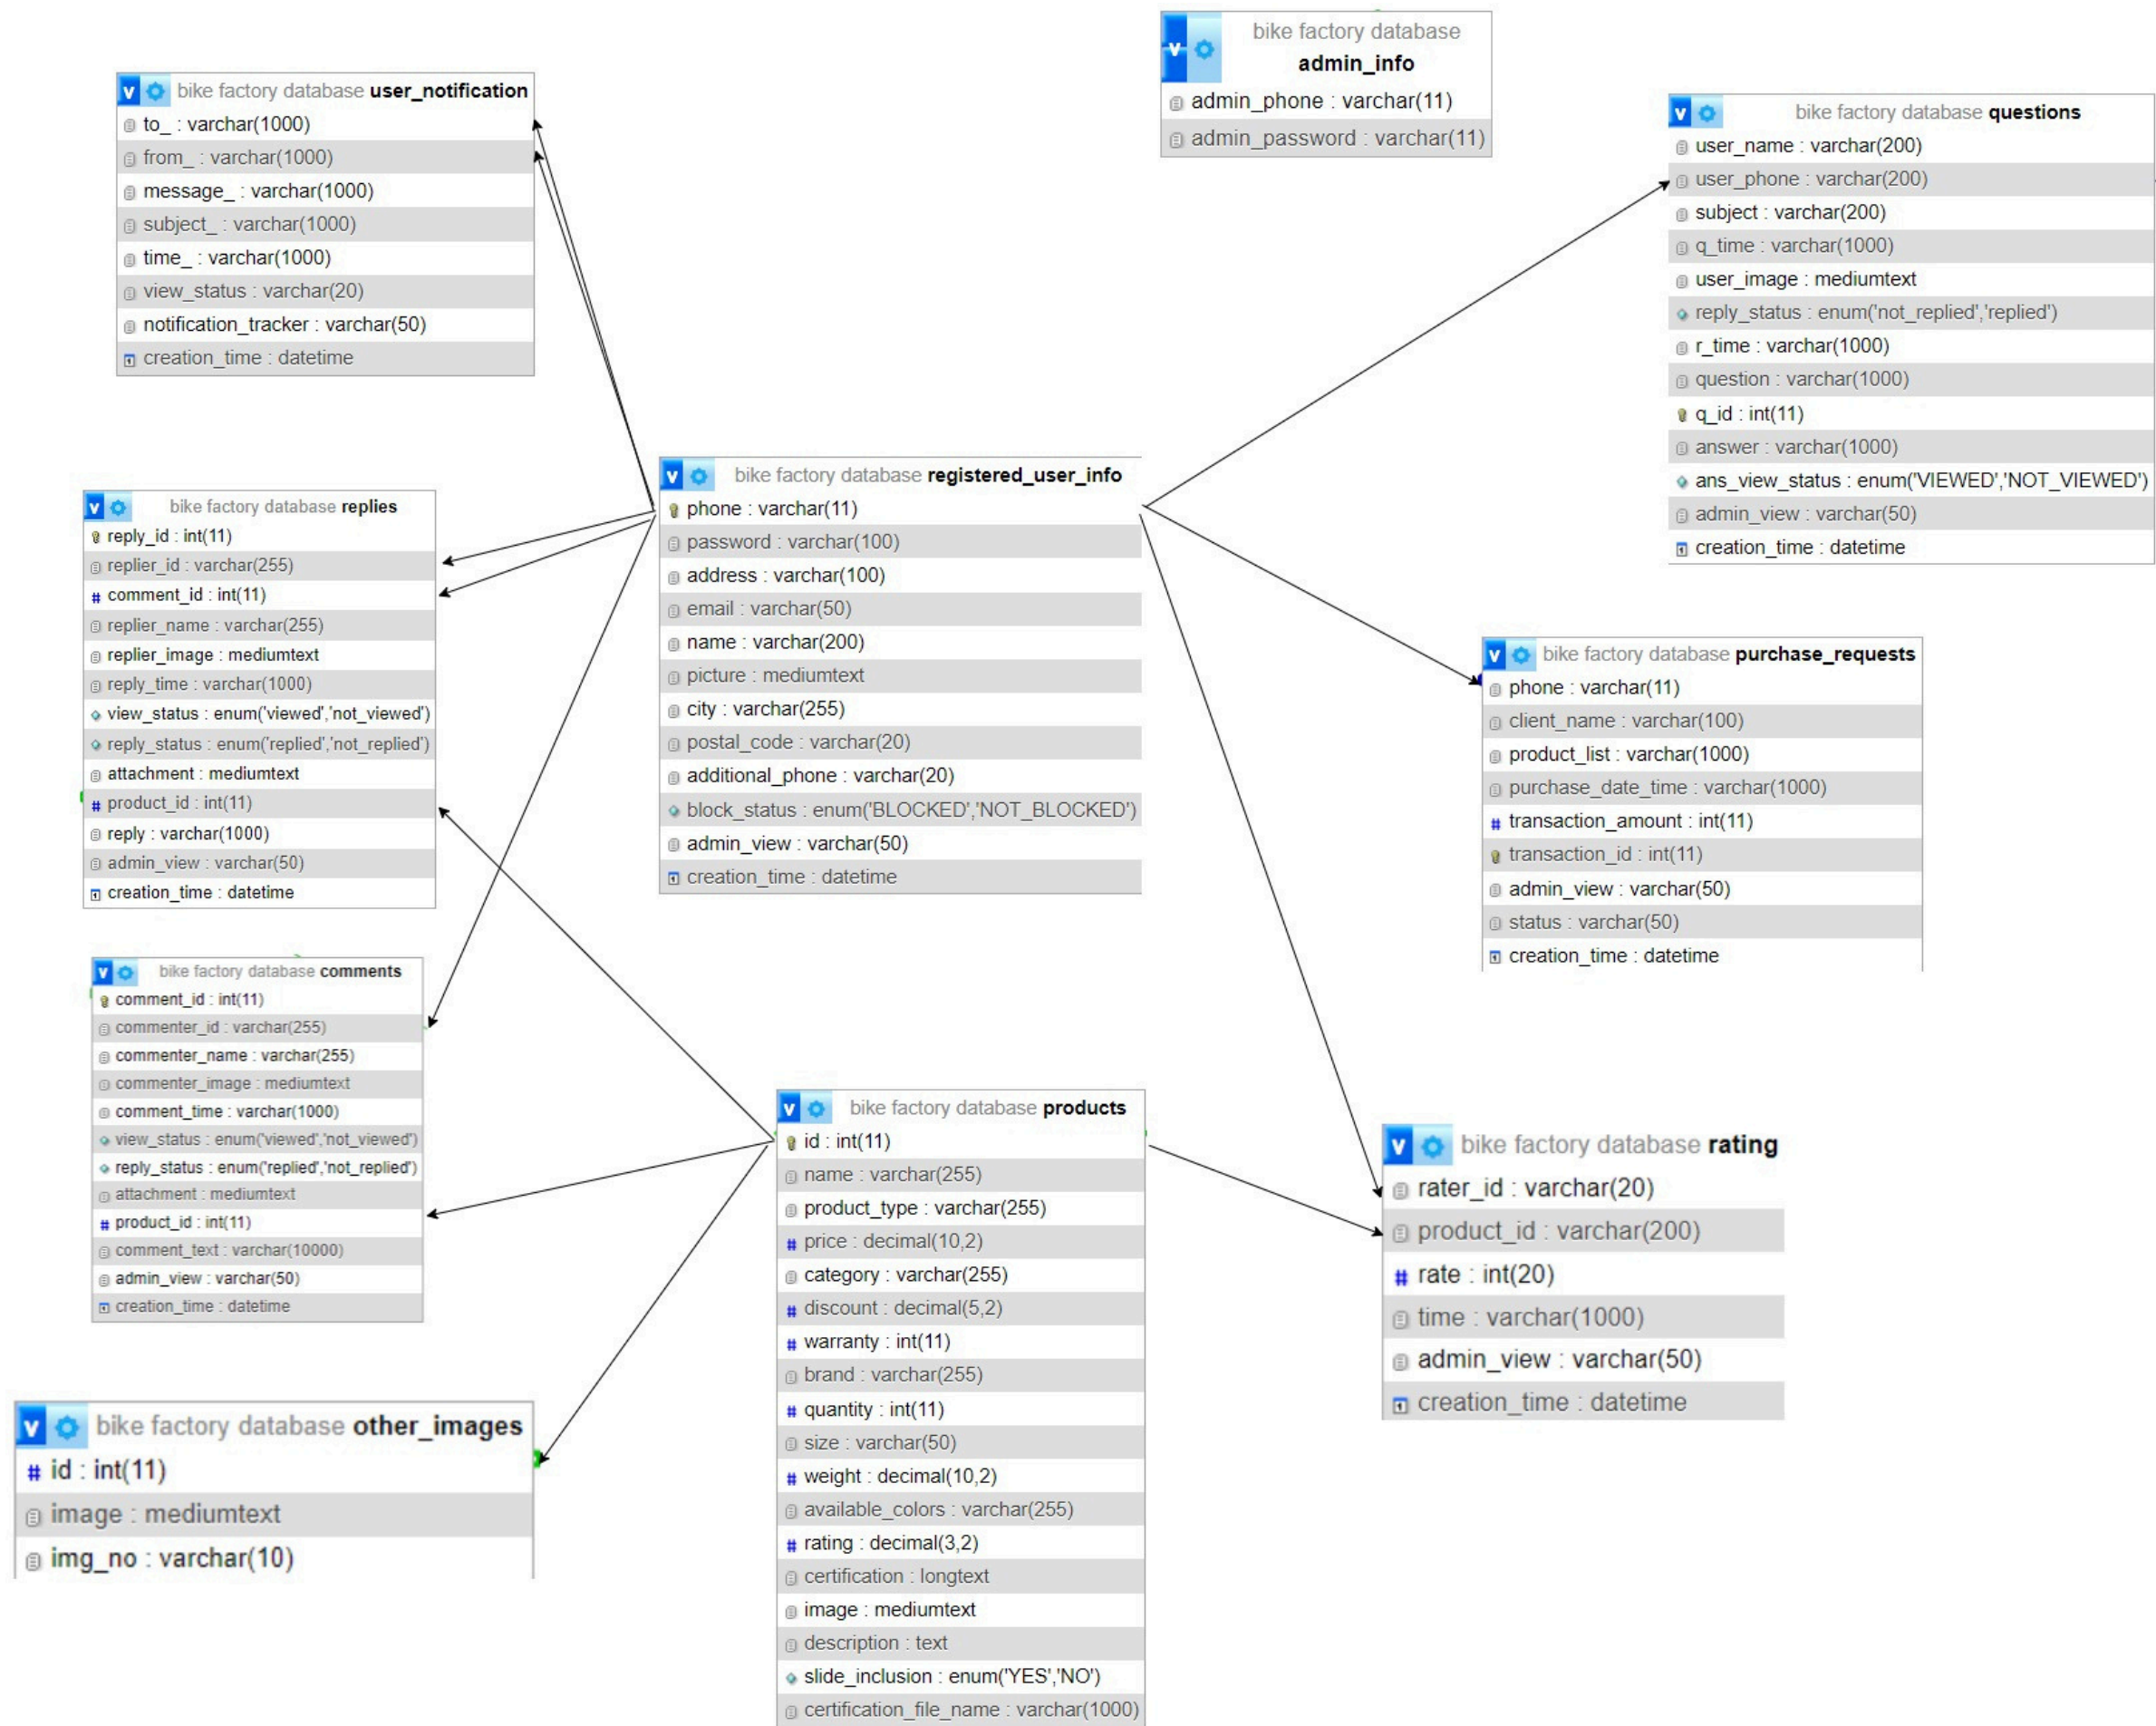 bike factory database
admin_info
admin_phone : varchar(11)
admin_password : varchar(11)
bike factory database user_notification
to_ : varchar(1000)
from_ : varchar(1000)
message_ : varchar(1000)
subject_ : varchar(1000)
time_ : varchar(1000)
view_status : varchar(20)
notification_tracker : varchar(50)
creation_time : datetime
bike factory database questions
user_name : varchar(200)
user_phone : varchar(200)
subject : varchar(200)
q_time : varchar(1000)
user_image : mediumtext
reply_status : enum('not_replied','replied')
r_time : varchar(1000)
question : varchar(1000)
q_id : int(11)
answer : varchar(1000)
ans_view_status : enum('VIEWED','NOT_VIEWED')
admin_view : varchar(50)
creation_time : datetime
bike factory database registered_user_info
phone : varchar(11)
password : varchar(100)
address : varchar(100)
email : varchar(50)
name : varchar(200)
picture : mediumtext
city : varchar(255)
postal_code : varchar(20)
additional_phone : varchar(20)
block_status : enum('BLOCKED','NOT_BLOCKED')
admin_view : varchar(50)
creation_time : datetime
bike factory database replies
reply_id : int(11)
replier_id : varchar(255)
comment_id : int(11)
replier_name : varchar(255)
replier_image : mediumtext
reply_time : varchar(1000)
view_status : enum('viewed','not_viewed')
reply_status : enum('replied','not_replied')
attachment : mediumtext
product_id : int(11)
reply : varchar(1000)
admin_view : varchar(50)
creation_time : datetime
bike factory database purchase_requests
phone : varchar(11)
client_name : varchar(100)
product_list : varchar(1000)
purchase_date_time : varchar(1000)
transaction_amount : int(11)
transaction_id : int(11)
admin_view : varchar(50)
status : varchar(50)
creation_time : datetime
bike factory database comments
comment_id : int(11)
commenter_id : varchar(255)
commenter_name : varchar(255)
commenter_image : mediumtext
comment_time : varchar(1000)
view_status : enum('viewed','not_viewed')
reply_status : enum('replied','not_replied')
attachment : mediumtext
product_id : int(11)
comment_text : varchar(10000)
admin_view : varchar(50)
creation_time : datetime
bike factory database products
id : int(11)
name : varchar(255)
product_type : varchar(255)
price : decimal(10,2)
category : varchar(255)
discount : decimal(5,2)
warranty : int(11)
brand : varchar(255)
quantity : int(11)
size : varchar(50)
weight : decimal(10,2)
available_colors : varchar(255)
rating : decimal(3,2)
certification : longtext
image : mediumtext
description : text
slide_inclusion : enum('YES','NO')
certification_file_name : varchar(1000)
bike factory database rating
rater_id : varchar(20)
product_id : varchar(200)
rate : int(20)
time : varchar(1000)
admin_view : varchar(50)
creation_time : datetime
bike factory database other_images
id : int(11)
image : mediumtext
img_no : varchar(10)